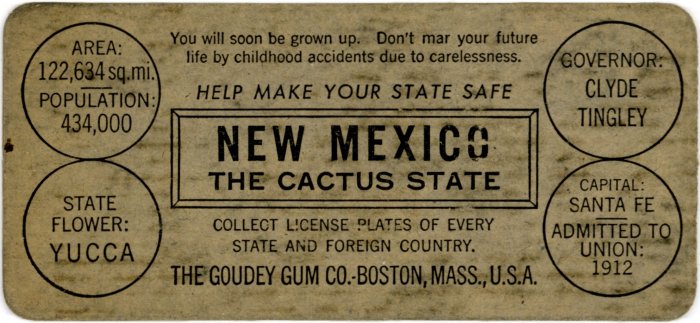 AREA:
122,634 sq.mi.
POPULATION:
434,000
STATE
FLOWER:
YUCCA
You will soon be grown up. Don't mar your future
life by childhood accidents due to carelessness.
HELP MAKE YOUR STATE SAFE
NEW MEXICO
THE CACTUS STATE
COLLECT LICENSE PLATES OF EVERY
STATE AND FOREIGN COUNTRY.
THE GOUDEY GUM CO.-BOSTON, MASS., U.S.A.
GOVERNOR:
CLYDE
TINGLEY
CAPITAL:
SANTA FE
ADMITTED TO
UNION:
1912